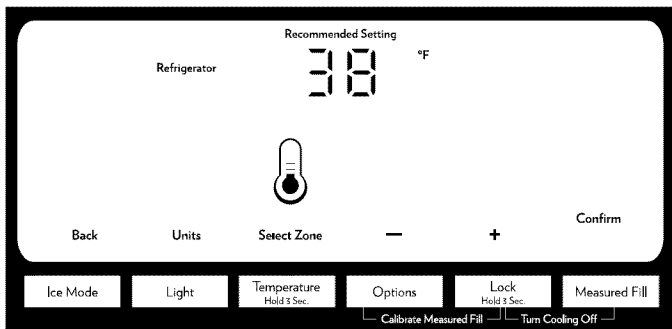 Recommended Setting
Refrigerator 38 °F
Back Units Select Zone — + Confirm
Ice Mode Light Temperature Options Lock Measured Fill
Hold 3 Sec. Hold 3 Sec.
Calibrate Measured Fill Turn Cooling Off